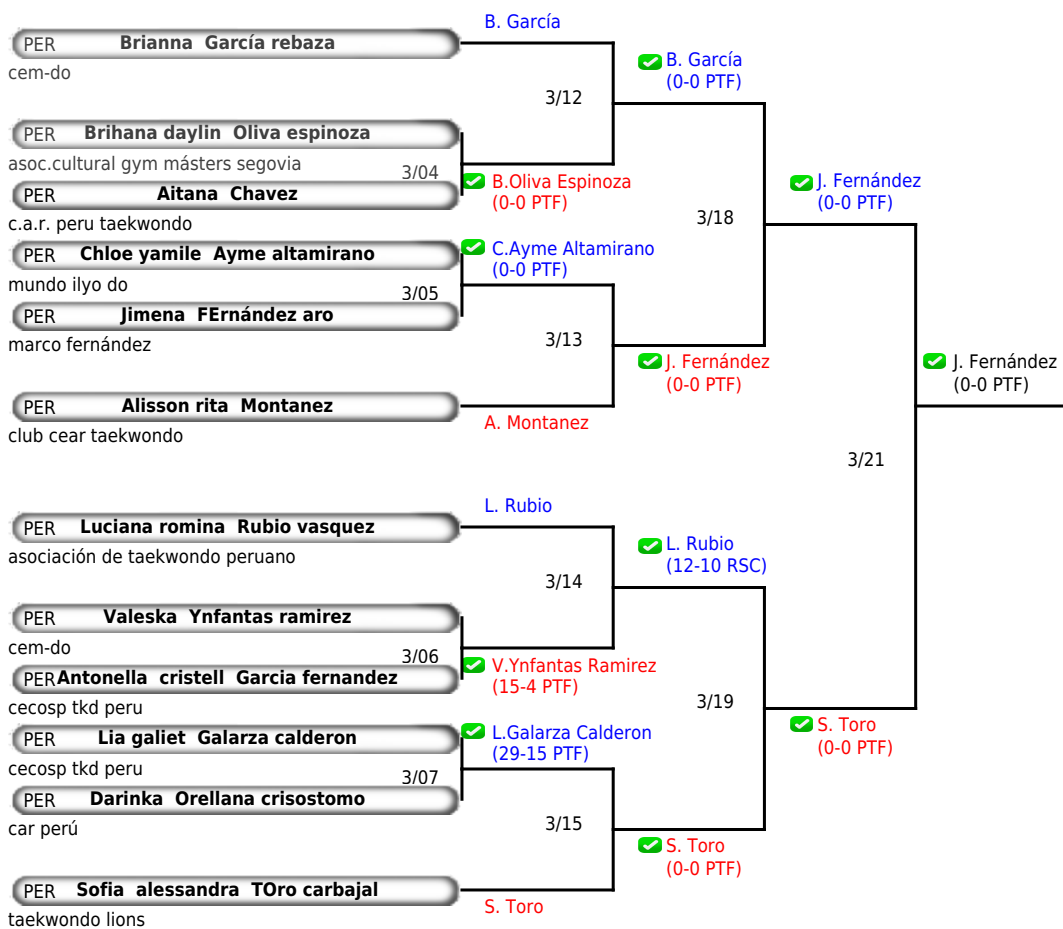 B. García
PER Brianna García rebaza
cem-do
B. García
(0-0 PTF)
3/12
PER Brihana daylin Oliva espinoza
asoc.cultural gym másters segovia
3/04
B.Oliva Espinoza
(0-0 PTF)
PER Aitana Chavez
c.a.r. peru taekwondo
J. Fernández
(0-0 PTF)
3/18
PER Chloe yamile Ayme altamirano
mundo ilyo do
C.Ayme Altamirano
(0-0 PTF)
3/05
PER Jimena FErnández aro
marco fernández
3/13
J. Fernández
(0-0 PTF)
J. Fernández
(0-0 PTF)
PER Alisson rita Montanez
club cear taekwondo
A. Montanez
3/21
L. Rubio
PER Luciana romina Rubio vasquez
asociación de taekwondo peruano
L. Rubio
(12-10 RSC)
3/14
PER Valeska Ynfantas ramirez
cem-do
3/06
V.Ynfantas Ramirez
(15-4 PTF)
PER Antonella cristell Garcia fernandez
cecosp tkd peru
3/19
S. Toro
(0-0 PTF)
PER Lia galiet Galarza calderon
cecosp tkd peru
L.Galarza Calderon
(29-15 PTF)
3/07
PER Darinka Orellana crisostomo
car perú
3/15
S. Toro
(0-0 PTF)
PER Sofia alessandra TOro carbajal
taekwondo lions
S. Toro